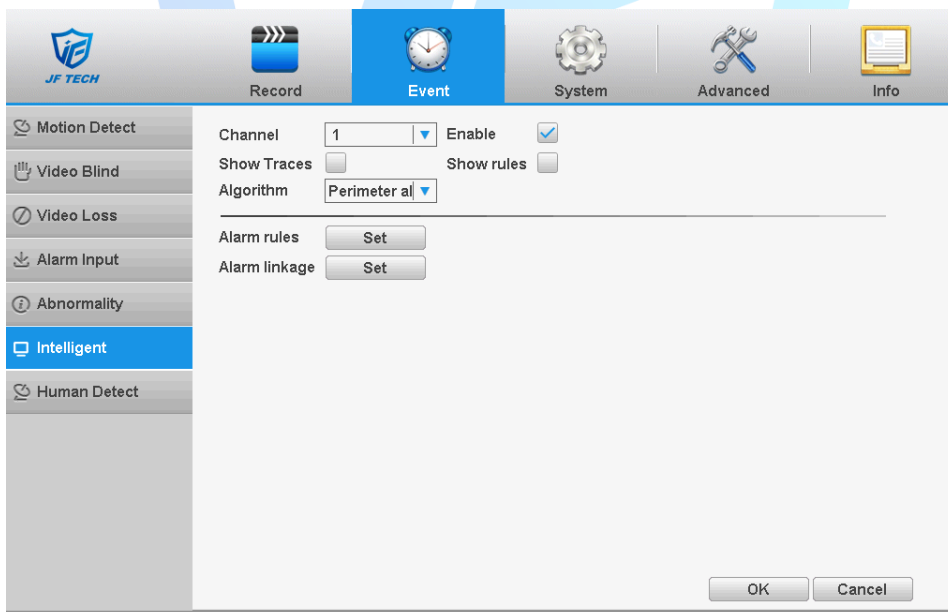 JF TECH
Record Event System Advanced Info
Motion Detect
Video Blind
Video Loss
Alarm Input
Abnormality
Intelligent
Human Detect
Channel 1 Enable
Show Traces Show rules
Algorithm Perimeter al
Alarm rules Set
Alarm linkage Set
OK Cancel